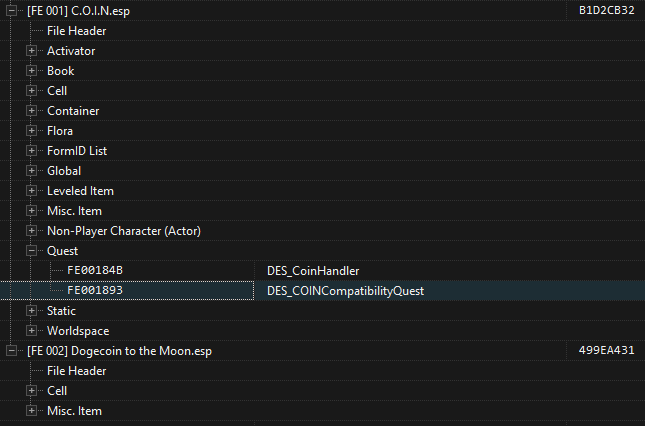 [FE 001] C.O.I.N.esp B1D2CB32
File Header
Activator
Book
Cell
Container
Flora
FormID List
Global
Leveled Item
Misc. Item
Non-Player Character (Actor)
Quest
FE00184B DES_CoinHandler
FE001893 DES_COINCompatibilityQuest
Static
Worldspace
[FE 002] Dogecoin to the Moon.esp 499EA431
File Header
Cell
Misc. Item